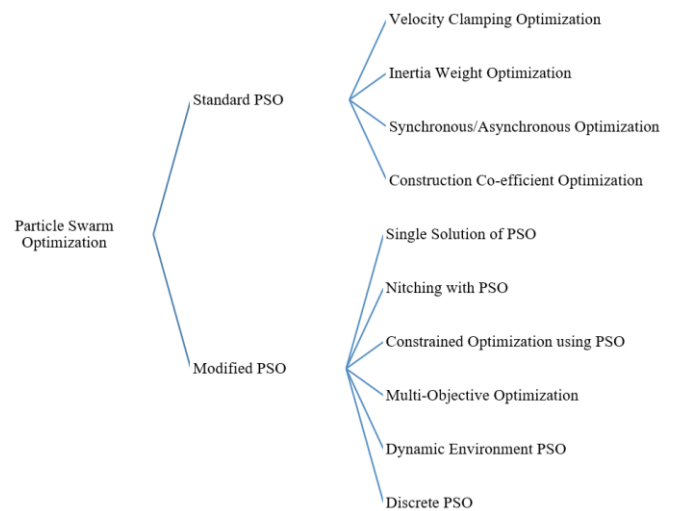 Particle Swarm
Optimization
Standard PSO
Velocity Clamping Optimization
Inertia Weight Optimization
Synchronous/Asynchronous Optimization
Construction Co-efficient Optimization
Modified PSO
Single Solution of PSO
Nitching with PSO
Constrained Optimization using PSO
Multi-Objective Optimization
Dynamic Environment PSO
Discrete PSO